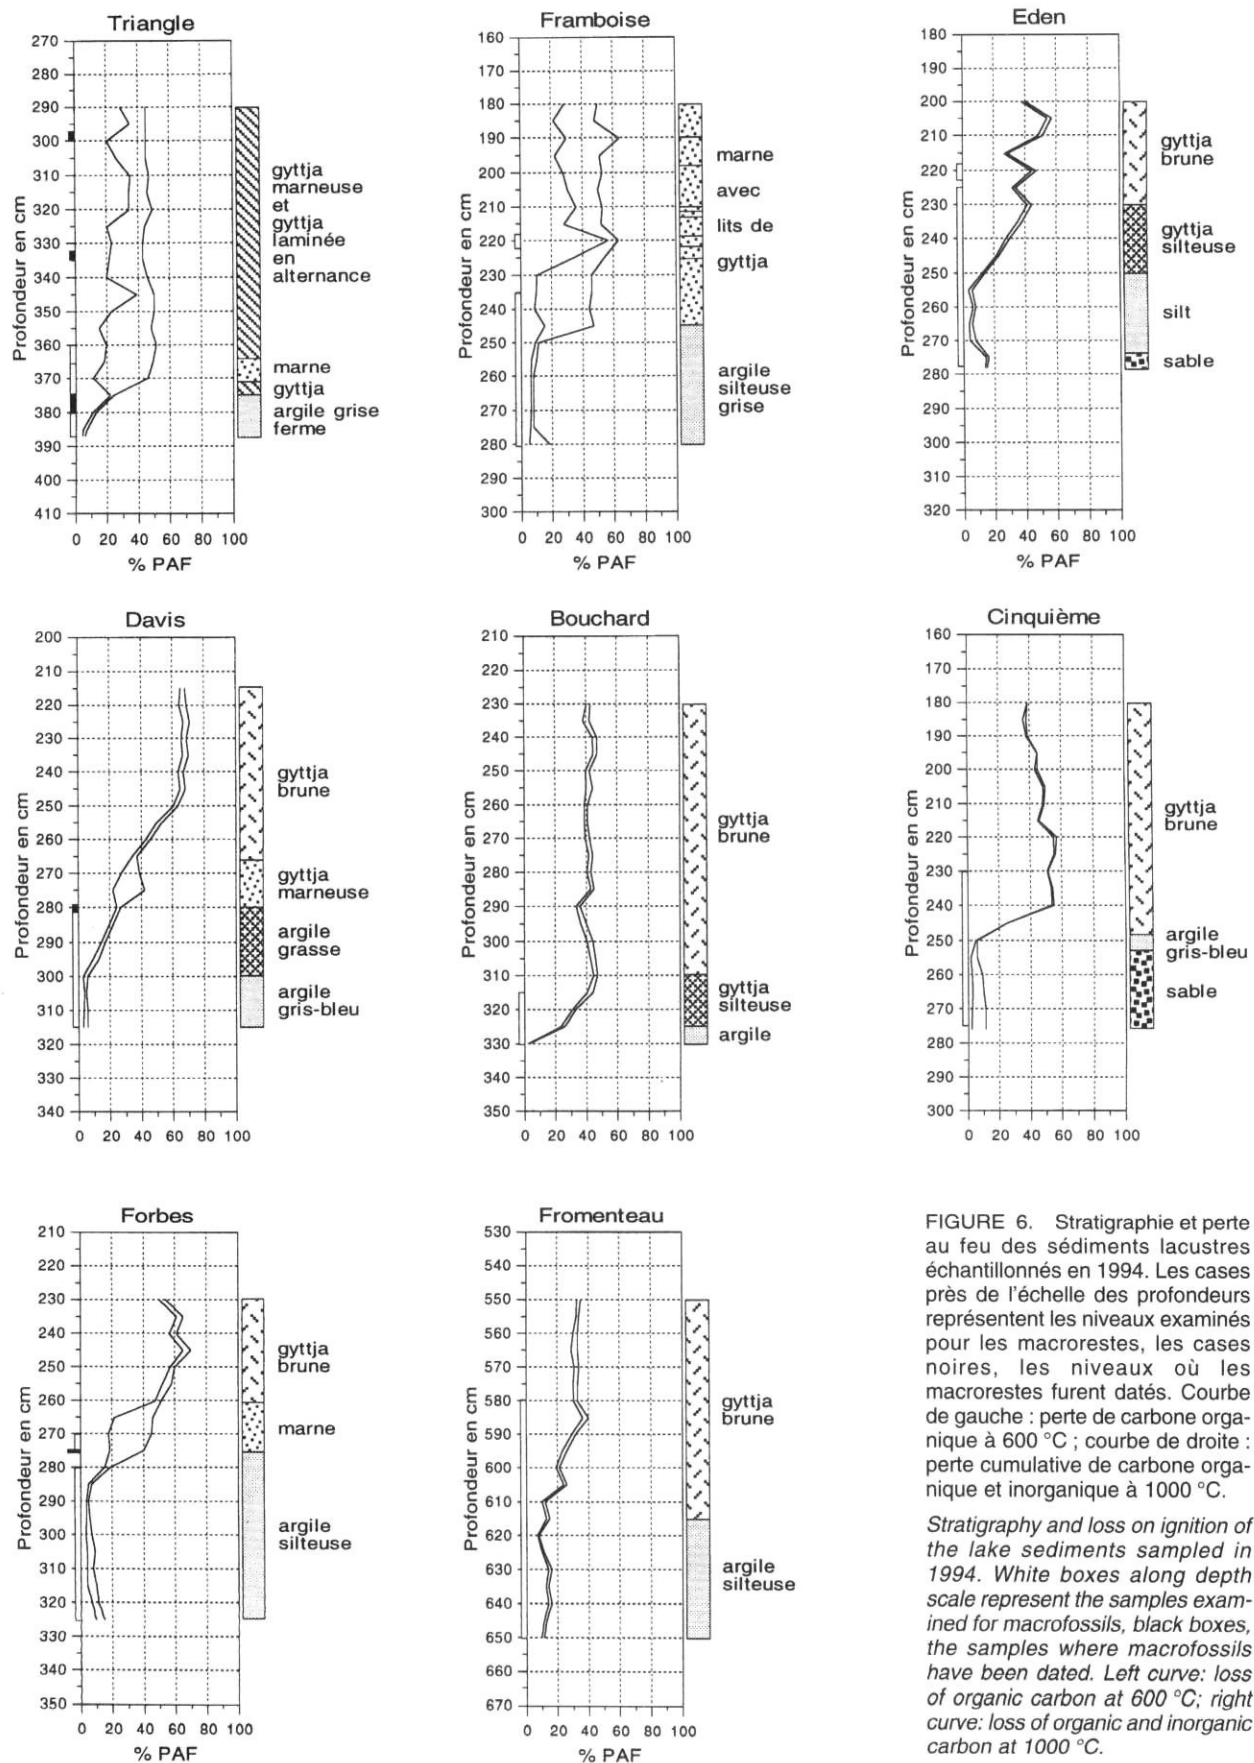 Triangle
270
280
290
300
310
320
330
340
350
360
370
380
390
400
410
Profondeur en cm
0 20 40 60 80 100
% PAF
gyttja
marneuse
et
gyttja
laminée
en
alternance
marne
gyttja
argile grise
ferme
Framboise
160
170
180
190
200
210
220
230
240
250
260
270
280
290
300
Profondeur en cm
0 20 40 60 80 100
% PAF
marne
avec
lits de
gyttja
argile
silteuse
grise
Eden
180
190
200
210
220
230
240
250
260
270
280
290
300
310
320
Profondeur en cm
0 20 40 60 80 100
% PAF
gyttja
brune
gyttja
silteuse
silt
sable
Davis
200
210
220
230
240
250
260
270
280
290
300
310
320
330
340
Profondeur en cm
0 20 40 60 80 100
gyttja
brune
gyttja
marneuse
argile
grasse
argile
gris-bleu
Bouchard
210
220
230
240
250
260
270
280
290
300
310
320
330
340
350
Profondeur en cm
0 20 40 60 80 100
gyttja
brune
gyttja
silteuse
argile
Cinquième
160
170
180
190
200
210
220
230
240
250
260
270
280
290
300
Profondeur en cm
0 20 40 60 80 100
gyttja
brune
argile
gris-bleu
sable
Forbes
210
220
230
240
250
260
270
280
290
300
310
320
330
340
350
Profondeur en cm
0 20 40 60 80 100
% PAF
gyttja
brune
marne
argile
silteuse
Fromenteau
530
540
550
560
570
580
590
600
610
620
630
640
650
660
670
Profondeur en cm
0 20 40 60 80 100
% PAF
gyttja
brune
argile
silteuse
FIGURE 6. Stratigraphie et perte
au feu des sédiments lacustres
échantillonnés en 1994. Les cases
près de l'échelle des profondeurs
représentent les niveaux examinés
pour les macrorestes, les cases
noires, les niveaux où les
macrorestes furent datés. Courbe
de gauche : perte de carbone orga-
nique à 600 °C ; courbe de droite :
perte cumulative de carbone orga-
nique et inorganique à 1000 °C.
Stratigraphy and loss on ignition of
the lake sediments sampled in
1994. White boxes along depth
scale represent the samples exam-
ined for macrofossils, black boxes,
the samples where macrofossils
have been dated. Left curve: loss
of organic carbon at 600 °C; right
curve: loss of organic and inorganic
carbon at 1000 °C.